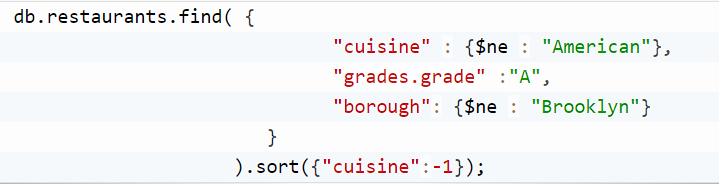 db.restaurants.find( {
"cuisine" : {$ne : "American"},
"grades.grade" :"A",
"borough": {$ne : "Brooklyn"}
}
).sort({"cuisine":-1});